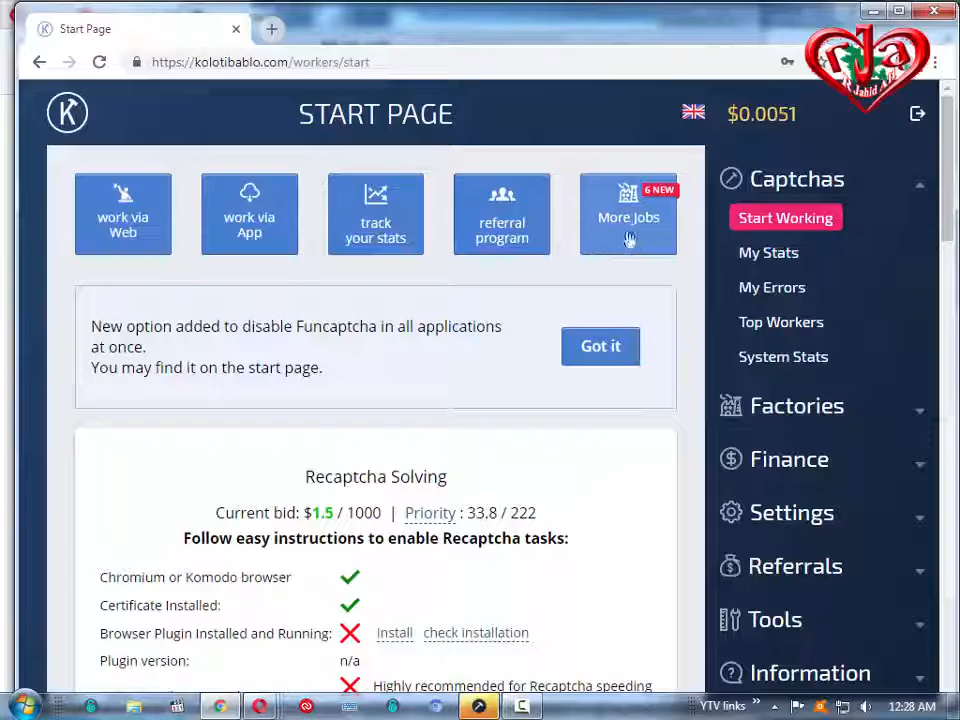 Start Page
https://kolotibablo.com/workers/start
rja
Jahid Afif
K
START PAGE
$0.0051
work via
Web
work via
App
track
your stats
referral
program
6 NEW
More Jobs
Captchas
Start Working
My Stats
My Errors
Top Workers
System Stats
Factories
Finance
Settings
Referrals
Tools
Information
New option added to disable Funcaptcha in all applications
at once.
You may find it on the start page.
Got it
Recaptcha Solving
Current bid: $1.5 / 1000 | Priority : 33.8 / 222
Follow easy instructions to enable Recaptcha tasks:
Chromium or Komodo browser
Certificate Installed:
Browser Plugin Installed and Running: Install check installation
Plugin version: n/a
Highly recommended for Recaptcha speeding
YTV links » 12:28 AM